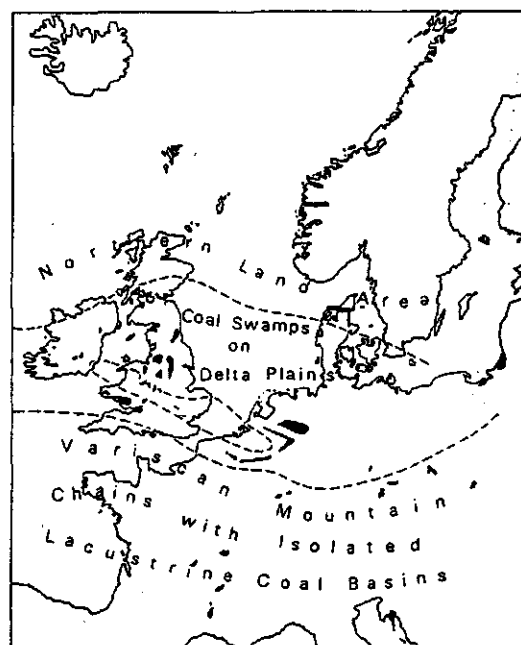 Northern Land Area
Coal Swamps
on
Delta Plains
Variscan Mountain
Chains with Isolated
Lacustrine Coal Basins